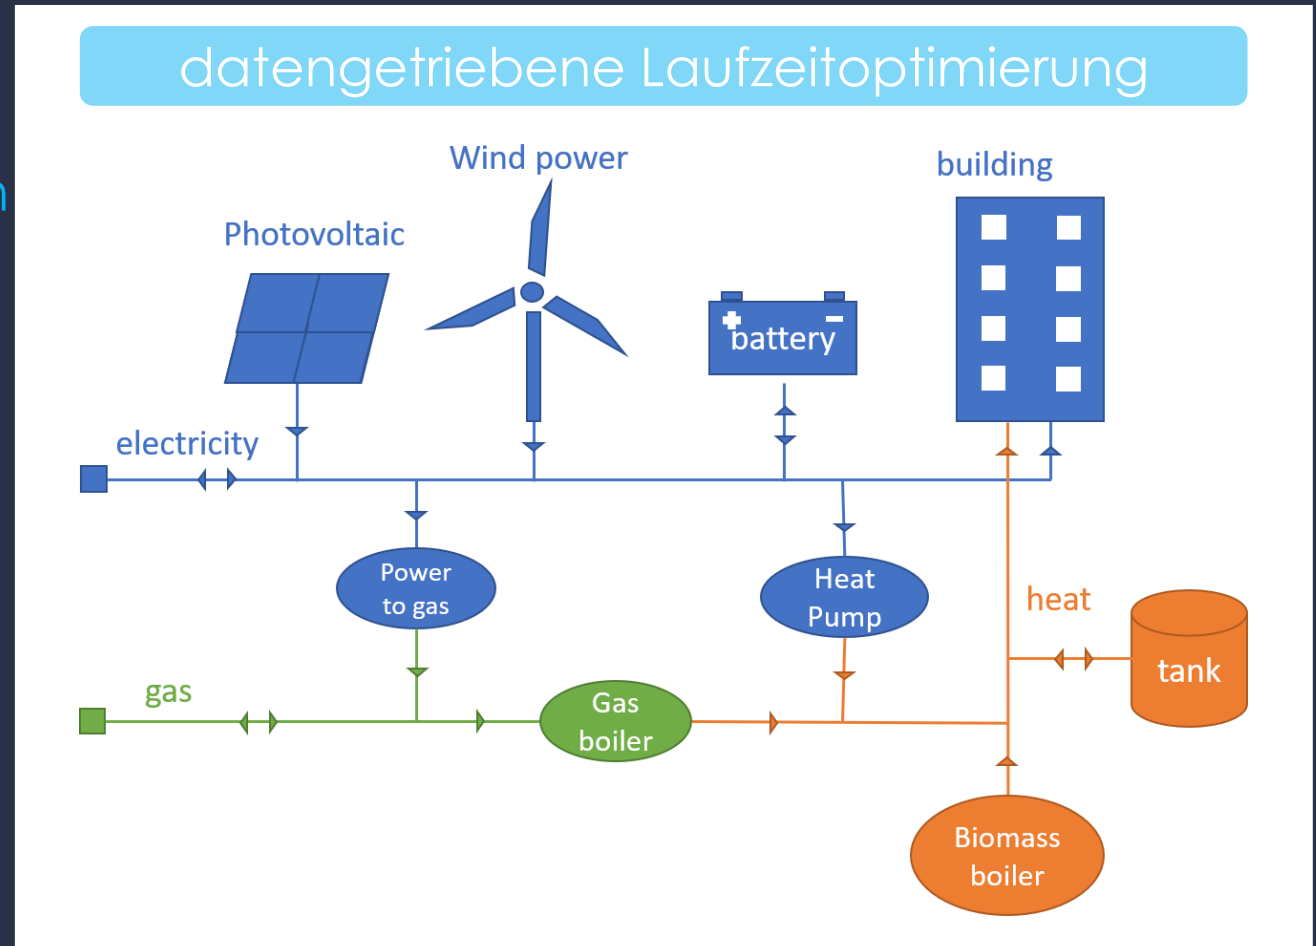 datengetriebene Laufzeitoptimierung
Wind power
building
Photovoltaic
battery
electricity
Power
to gas
Heat
Pump
heat
tank
gas
Gas
boiler
Biomass
boiler